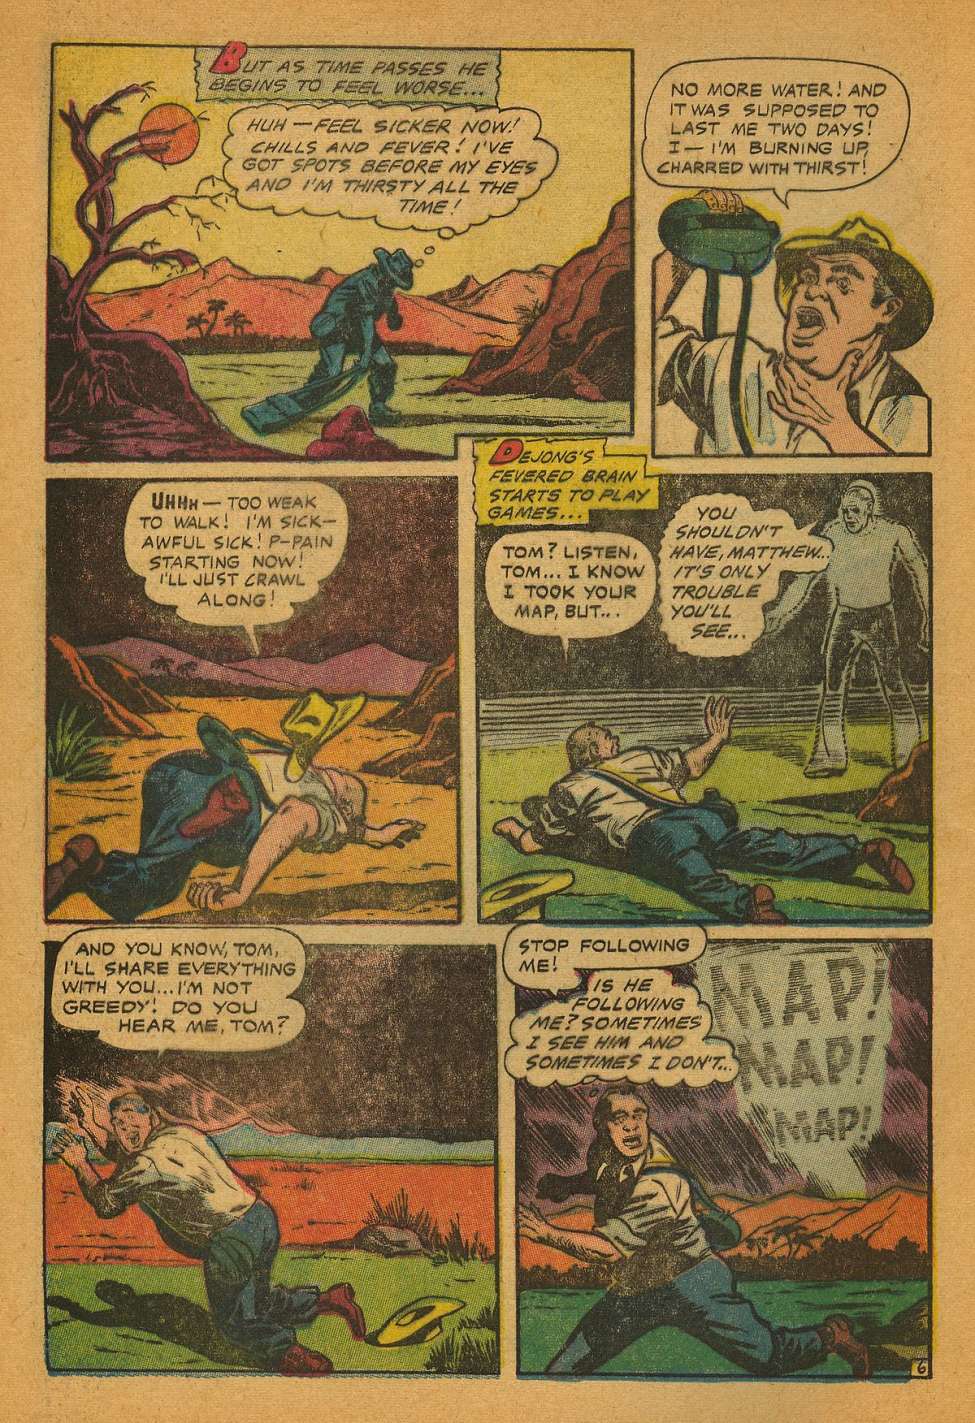 BUT AS TIME PASSES HE
BEGINS TO FEEL WORSE...
HUH — FEEL SICKER NOW!
CHILLS AND FEVER! I'VE
GOT SPOTS BEFORE MY EYES
AND I'M THIRSTY ALL THE
TIME!
NO MORE WATER! AND
IT WAS SUPPOSED TO
LAST ME TWO DAYS!
I — I'M BURNING UP,
CHARRED WITH THIRST!
UHHH — TOO WEAK
TO WALK! I'M SICK—
AWFUL SICK! P-PAIN
STARTING NOW!
I'LL JUST CRAWL
ALONG!
DEJONG'S
FEVERED BRAIN
STARTS TO PLAY
GAMES...
TOM? LISTEN,
TOM... I KNOW
I TOOK YOUR
MAP, BUT...
YOU
SHOULDN'T
HAVE, MATTHEW..
IT'S ONLY
TROUBLE
YOU'LL
SEE...
AND YOU KNOW, TOM,
I'LL SHARE EVERYTHING
WITH YOU...I'M NOT
GREEDY! DO YOU
HEAR ME, TOM?
STOP FOLLOWING
ME!
IS HE
FOLLOWING
ME? SOMETIMES
I SEE HIM AND
SOMETIMES I DON'T...
MAP!
MAP!
MAP!
6